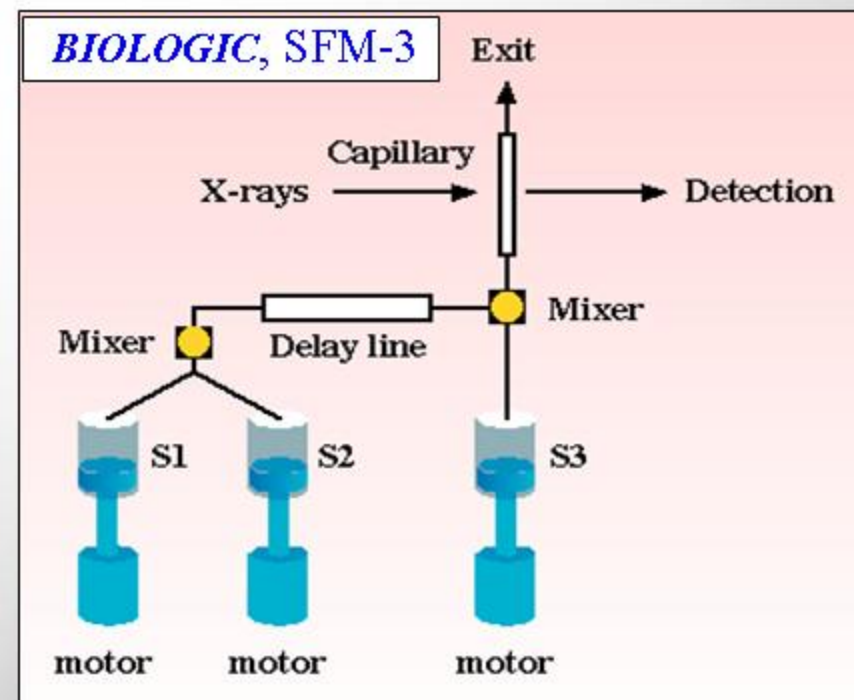 BIOLOGIC, SFM-3
Exit
Capillary
X-rays
Detection
Mixer
Mixer
Delay line
S1
S2
S3
motor
motor
motor